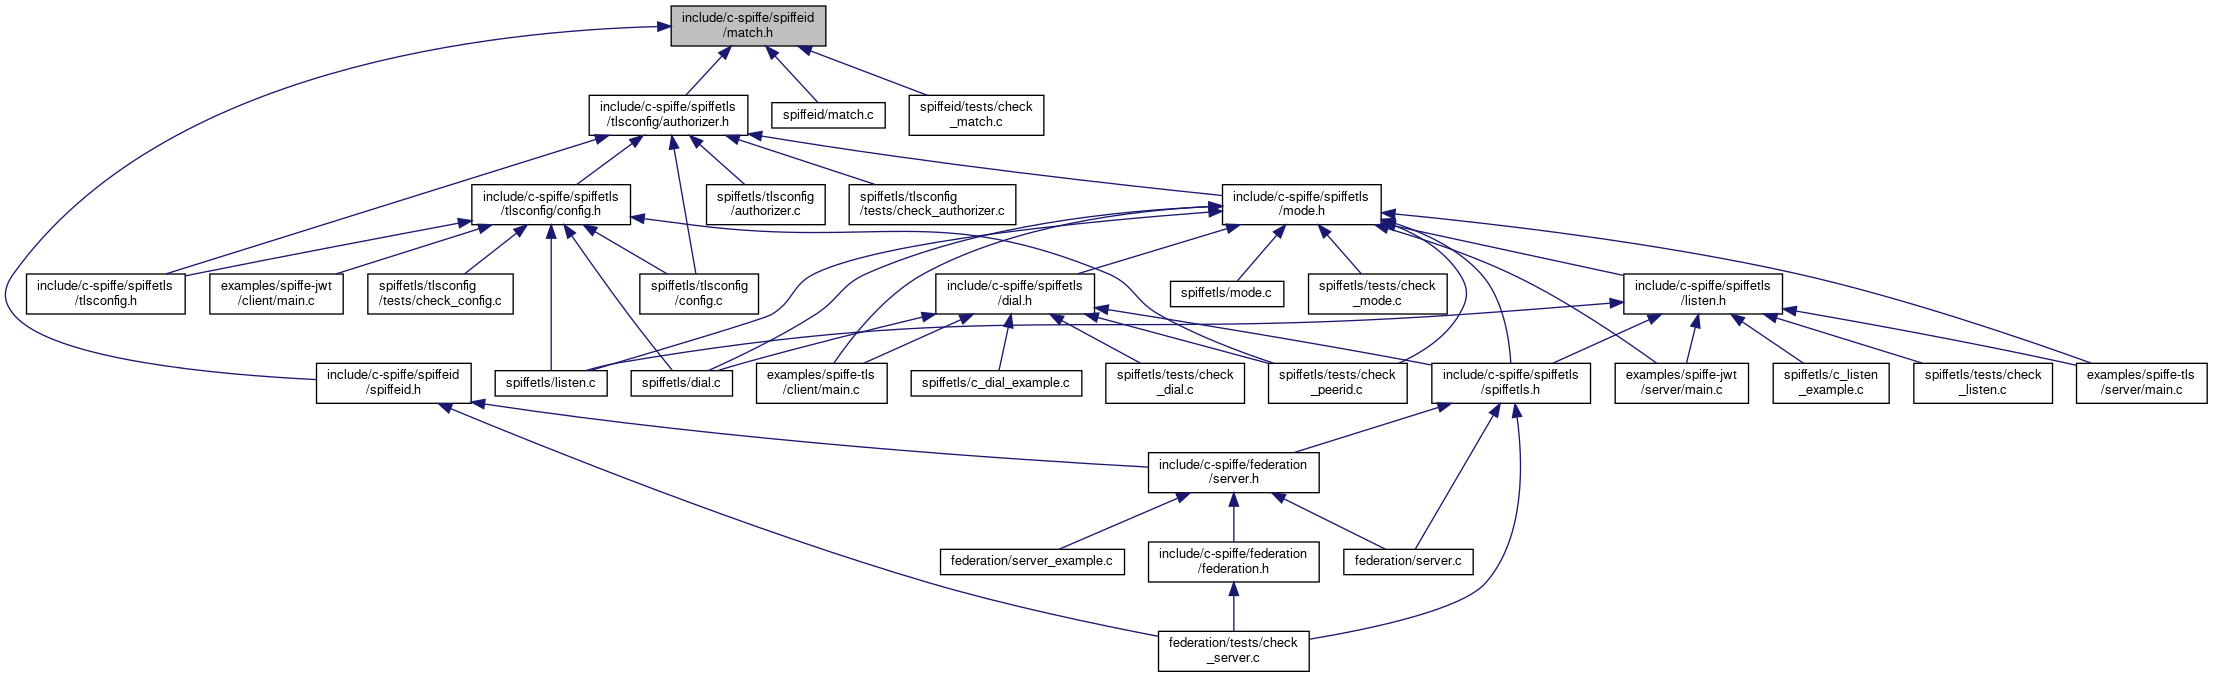 include/c-spiffe/spiffeid
/match.h
include/c-spiffe/spiffetls
/tlsconfig/authorizer.h
spiffeid/match.c
spiffeid/tests/check
_match.c
include/c-spiffe/spiffetls
/tlsconfig/config.h
spiffetls/tlsconfig
/authorizer.c
spiffetls/tlsconfig
/tests/check_authorizer.c
include/c-spiffe/spiffetls
/mode.h
include/c-spiffe/spiffetls
/tlsconfig.h
examples/spiffe-jwt
/client/main.c
spiffetls/tlsconfig
/tests/check_config.c
spiffetls/tlsconfig
/config.c
include/c-spiffe/spiffetls
/dial.h
spiffetls/mode.c
spiffetls/tests/check
_mode.c
include/c-spiffe/spiffetls
/listen.h
include/c-spiffe/spiffeid
/spiffeid.h
spiffetls/listen.c
spiffetls/dial.c
examples/spiffe-tls
/client/main.c
spiffetls/c_dial_example.c
spiffetls/tests/check
_dial.c
spiffetls/tests/check
_peerid.c
include/c-spiffe/spiffetls
/spiffetls.h
examples/spiffe-jwt
/server/main.c
spiffetls/c_listen
_example.c
spiffetls/tests/check
_listen.c
examples/spiffe-tls
/server/main.c
include/c-spiffe/federation
/server.h
federation/server_example.c
include/c-spiffe/federation
/federation.h
federation/server.c
federation/tests/check
_server.c